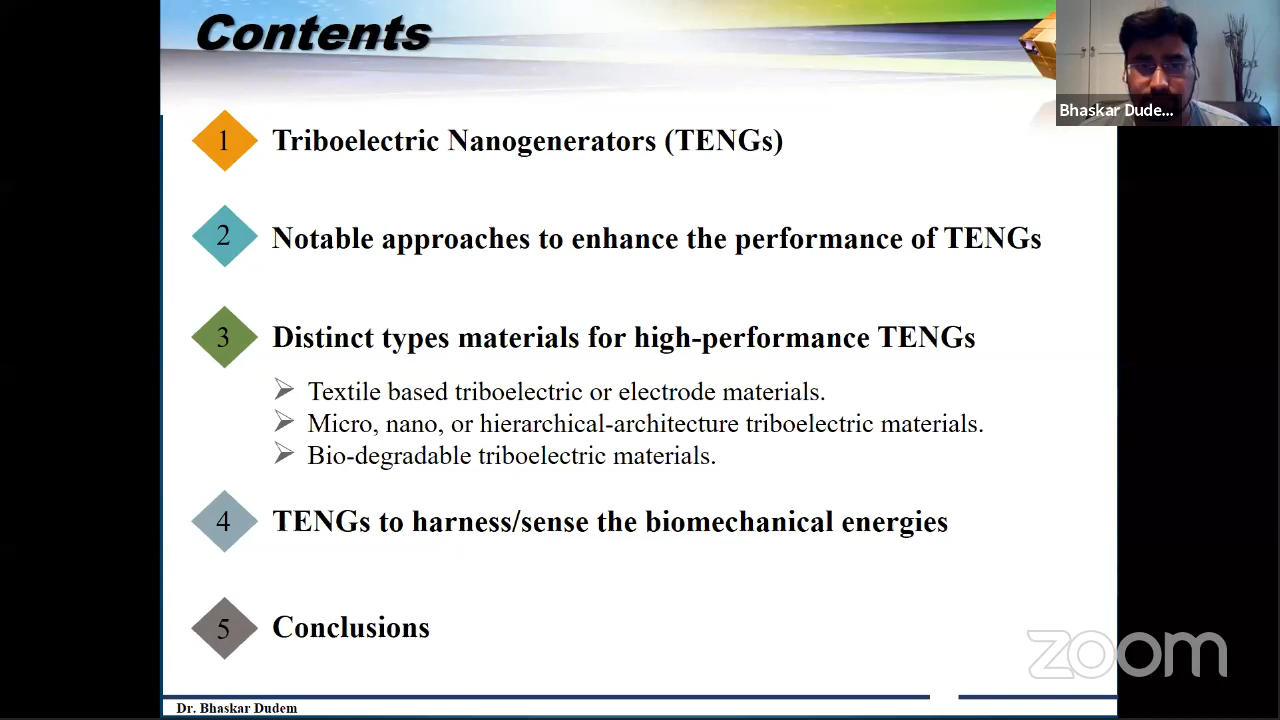 Contents
Bhaskar Dude...
1 Triboelectric Nanogenerators (TENGs)
2 Notable approaches to enhance the performance of TENGs
3 Distinct types materials for high-performance TENGs
Textile based triboelectric or electrode materials.
Micro, nano, or hierarchical-architecture triboelectric materials.
Bio-degradable triboelectric materials.
4 TENGs to harness/sense the biomechanical energies
5 Conclusions
zoom
Dr. Bhaskar Dudem